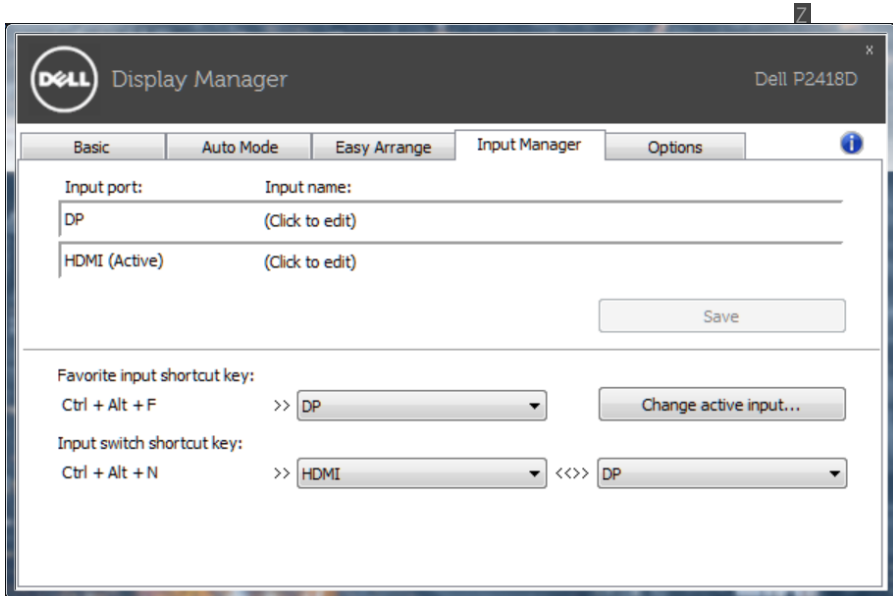 Z
x
DELL Display Manager Dell P2418D
Basic Auto Mode Easy Arrange Input Manager Options i
Input port: Input name:
DP (Click to edit)
HDMI (Active) (Click to edit)
Save
Favorite input shortcut key:
Ctrl + Alt + F >> DP Change active input...
Input switch shortcut key:
Ctrl + Alt + N >> HDMI <<>> DP